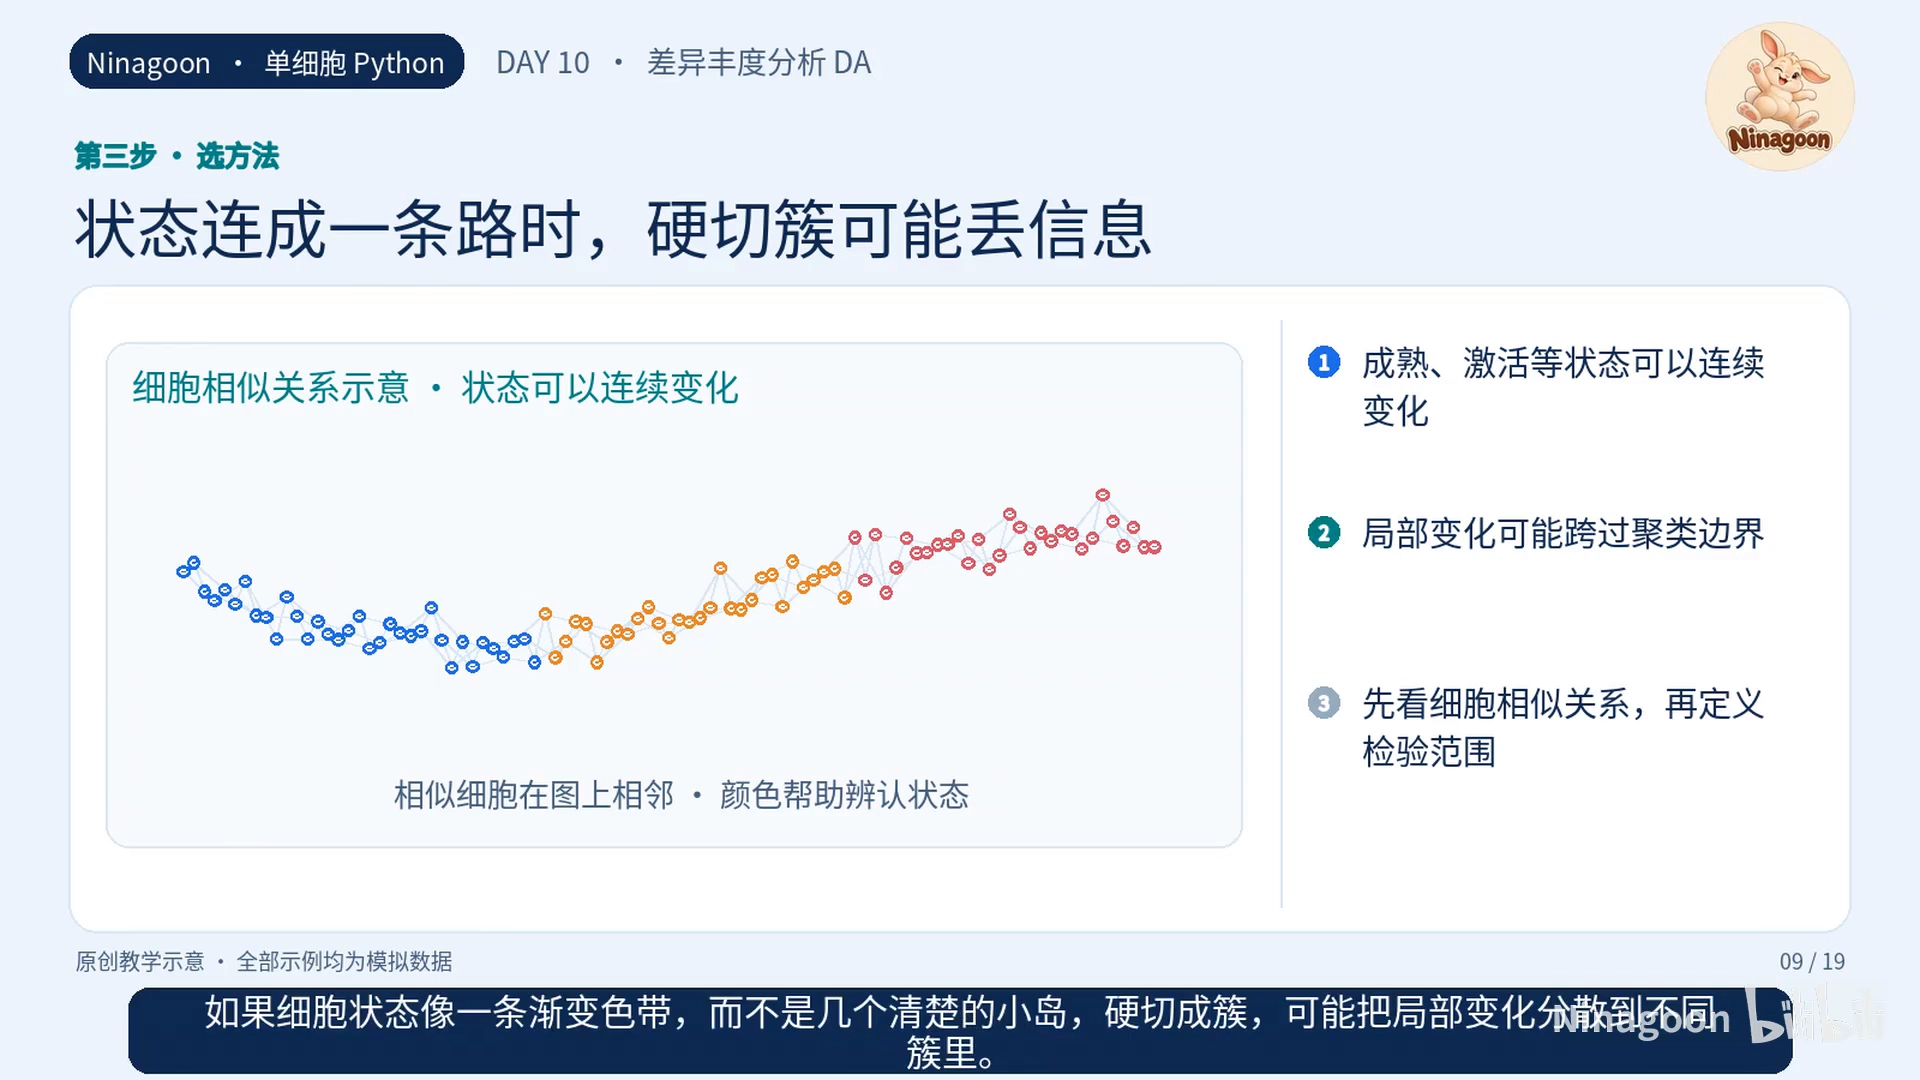 Ninagoon · 单细胞 Python
DAY 10 · 差异丰度分析 DA
Ninagoon
第三步 · 选方法
状态连成一条路时，硬切簇可能丢信息
细胞相似关系示意 · 状态可以连续变化
相似细胞在图上相邻 · 颜色帮助辨认状态
1 成熟、激活等状态可以连续
变化
2 局部变化可能跨过聚类边界
3 先看细胞相似关系，再定义
检验范围
原创教学示意 · 全部示例均为模拟数据
09 / 19
如果细胞状态像一条渐变色带，而不是几个清楚的小岛，硬切成簇，可能把局部变化分散到不同
簇里。
Ninagoon bilibili